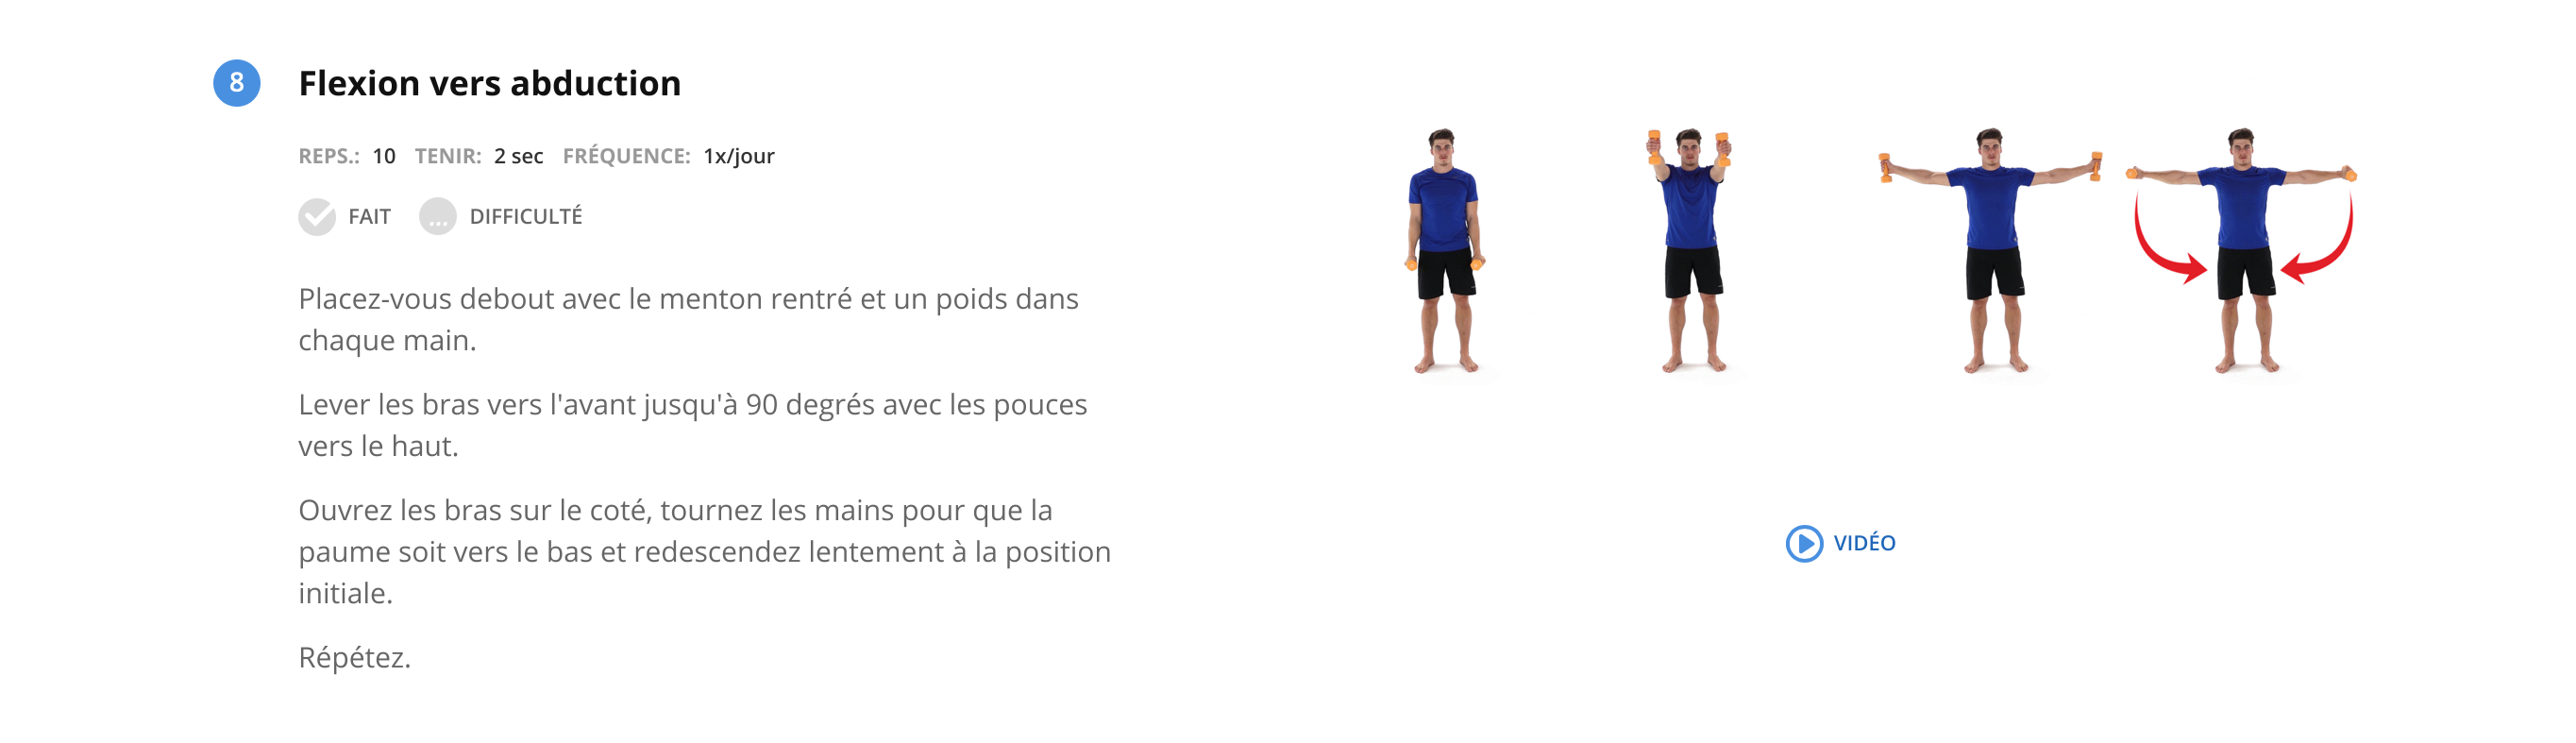 8 Flexion vers abduction
REPS.: 10 TENIR: 2 sec FRÉQUENCE: 1x/jour
FAIT ... DIFFICULTÉ
Placez-vous debout avec le menton rentré et un poids dans
chaque main.
Lever les bras vers l'avant jusqu'à 90 degrés avec les pouces
vers le haut.
Ouvrez les bras sur le coté, tournez les mains pour que la
paume soit vers le bas et redescendez lentement à la position
initiale.
Répétez.
VIDÉO